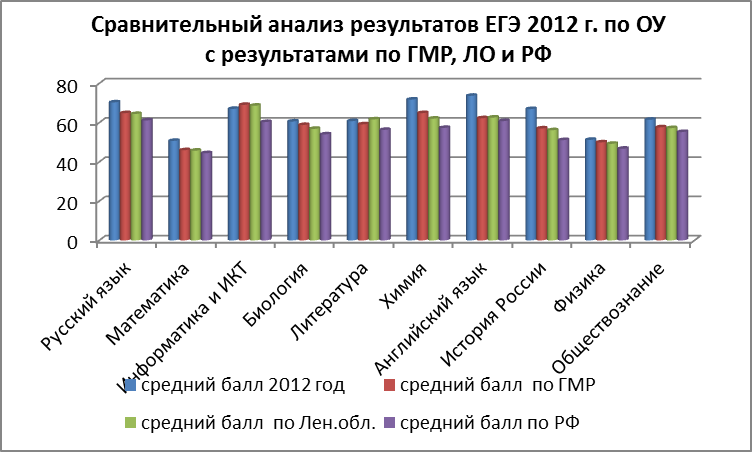 Сравнительный анализ результатов ЕГЭ 2012 г. по ОУ
с результатами по ГМР, ЛО и РФ
80
60
40
20
0
Русский язык
Математика
Информатика и ИКТ
Биология
Литература
Химия
Английский язык
История России
Физика
Обществознание
средний балл 2012 год
средний балл по ГМР
средний балл по Лен.обл.
средний балл по РФ